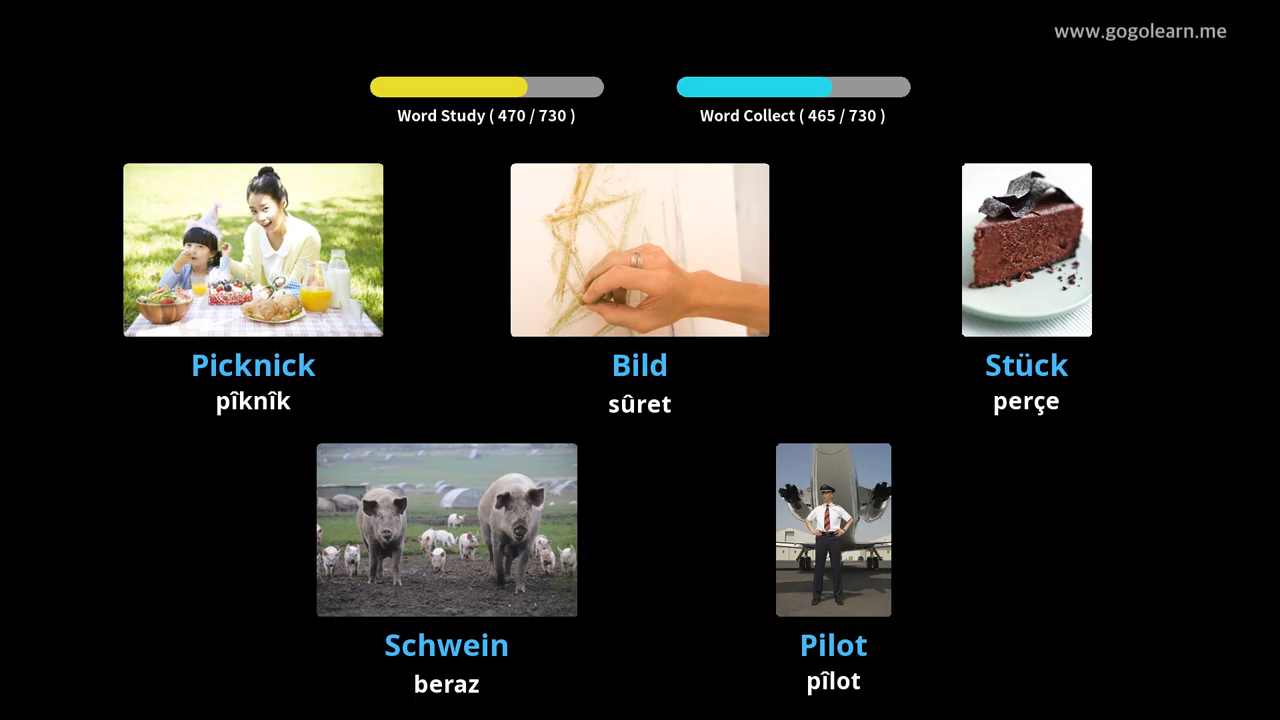 www.gogolearn.me
Word Study ( 470 / 730 )
Word Collect ( 465 / 730 )
Picknick
pîknîk
Bild
sûret
Stück
perçe
Schwein
beraz
Pilot
pîlot